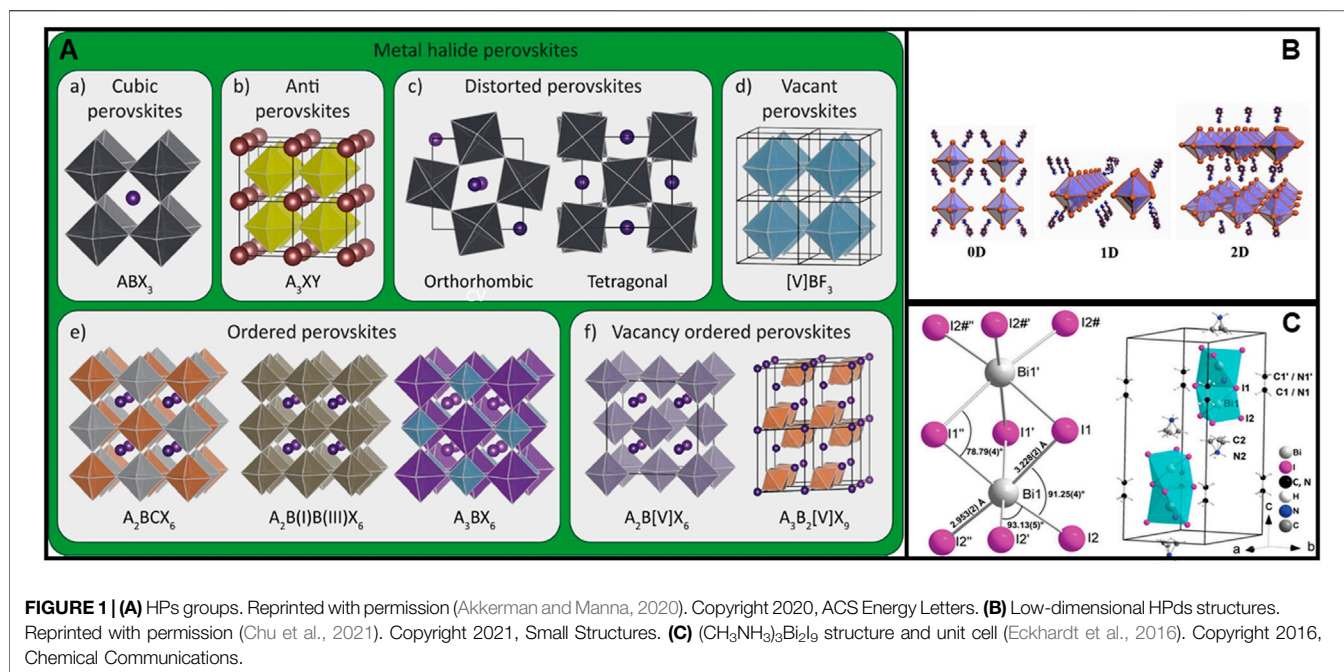 A
Metal halide perovskites
a) Cubic perovskites
ABX₃
b) Anti perovskites
A₃XY
c) Distorted perovskites
Orthorhombic
CV
Tetragonal
d) Vacant perovskites
[V]BF₃
e) Ordered perovskites
A₂BCX₆
A₂B(I)B(III)X₆
A₃BX₆
f) Vacancy ordered perovskites
A₂B[V]X₆
A₃B₂[V]X₉
B
0D
1D
2D
C
I2#''
I2#'
I2#
Bi1'
I1''
I1'
I1
78.79(4)°
3.228(2) Å
Bi1
91.25(4)°
2.953(2) Å
93.13(5)°
I2''
I2'
I2
I1
Bi1
I2
C1' / N1'
C1 / N1
C2
N2
Bi
I
C, N
H
N
C
c
a
b
FIGURE 1 | (A) HPs groups. Reprinted with permission (Akkerman and Manna, 2020). Copyright 2020, ACS Energy Letters. (B) Low-dimensional HPds structures.
Reprinted with permission (Chu et al., 2021). Copyright 2021, Small Structures. (C) (CH₃NH₃)₃Bi₂I₉ structure and unit cell (Eckhardt et al., 2016). Copyright 2016,
Chemical Communications.